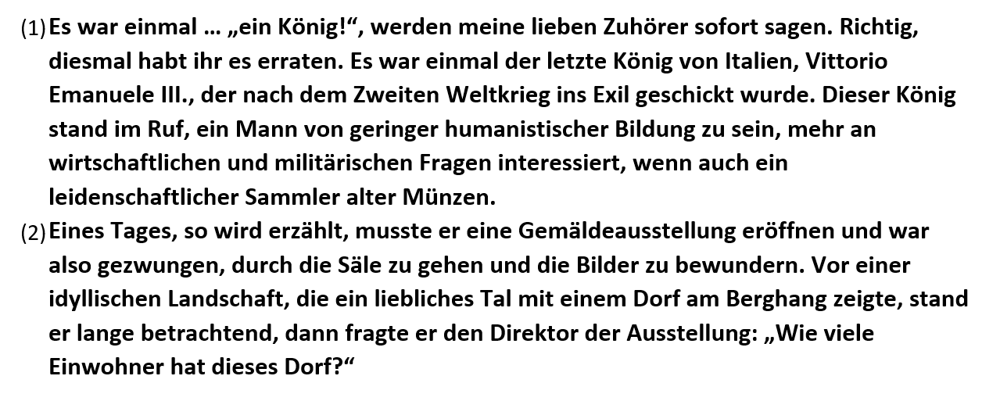 (1) Es war einmal … „ein König!“, werden meine lieben Zuhörer sofort sagen. Richtig,
diesmal habt ihr es erraten. Es war einmal der letzte König von Italien, Vittorio
Emanuele III., der nach dem Zweiten Weltkrieg ins Exil geschickt wurde. Dieser König
stand im Ruf, ein Mann von geringer humanistischer Bildung zu sein, mehr an
wirtschaftlichen und militärischen Fragen interessiert, wenn auch ein
leidenschaftlicher Sammler alter Münzen.
(2) Eines Tages, so wird erzählt, musste er eine Gemäldeausstellung eröffnen und war
also gezwungen, durch die Säle zu gehen und die Bilder zu bewundern. Vor einer
idyllischen Landschaft, die ein liebliches Tal mit einem Dorf am Berghang zeigte, stand
er lange betrachtend, dann fragte er den Direktor der Ausstellung: „Wie viele
Einwohner hat dieses Dorf?“